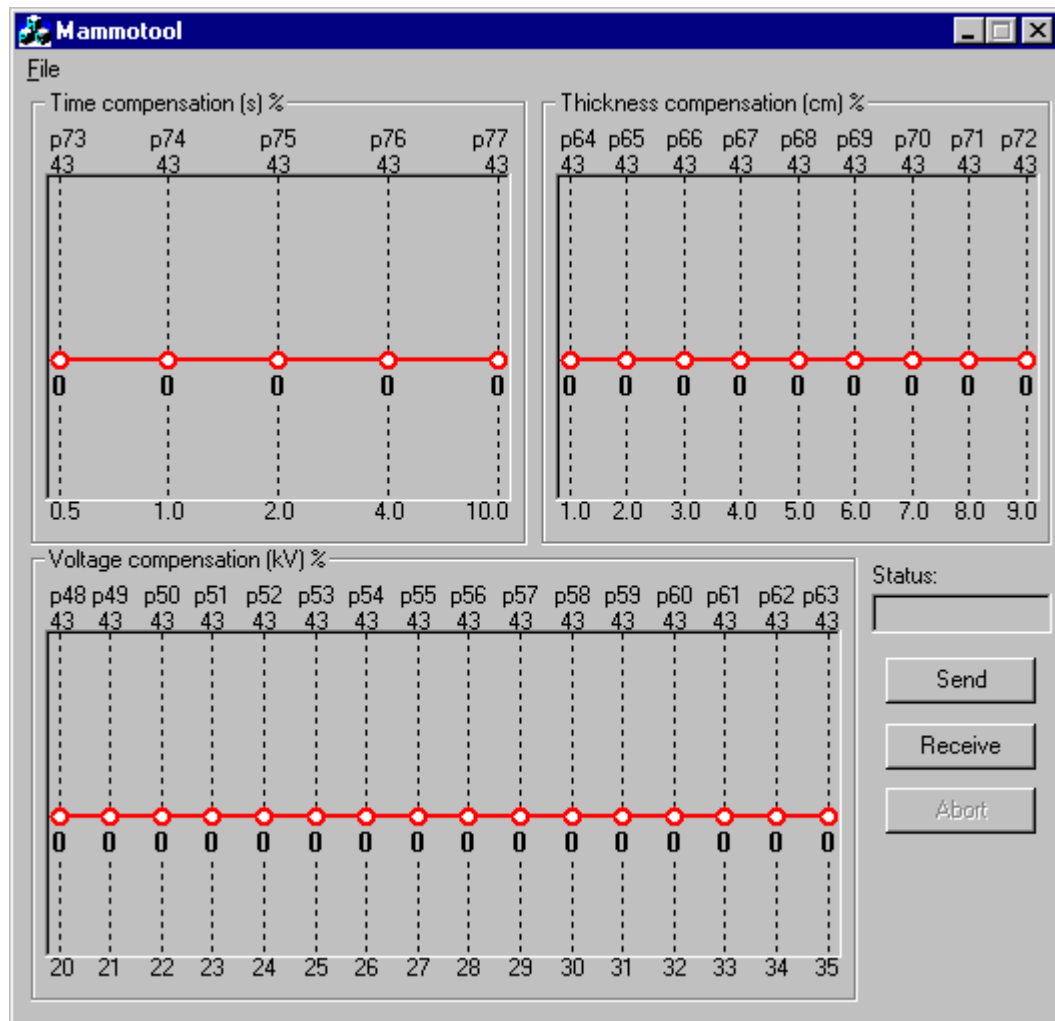 Mammotool
File
Time compensation (s) %
p73 p74 p75 p76 p77
43 43 43 43 43
0 0 0 0 0
0.5 1.0 2.0 4.0 10.0
Thickness compensation (cm) %
p64 p65 p66 p67 p68 p69 p70 p71 p72
43 43 43 43 43 43 43 43 43
0 0 0 0 0 0 0 0 0
1.0 2.0 3.0 4.0 5.0 6.0 7.0 8.0 9.0
Voltage compensation (kV) %
p48 p49 p50 p51 p52 p53 p54 p55 p56 p57 p58 p59 p60 p61 p62 p63
43 43 43 43 43 43 43 43 43 43 43 43 43 43 43 43
0 0 0 0 0 0 0 0 0 0 0 0 0 0 0 0
20 21 22 23 24 25 26 27 28 29 30 31 32 33 34 35
Status:
Send
Receive
Abort